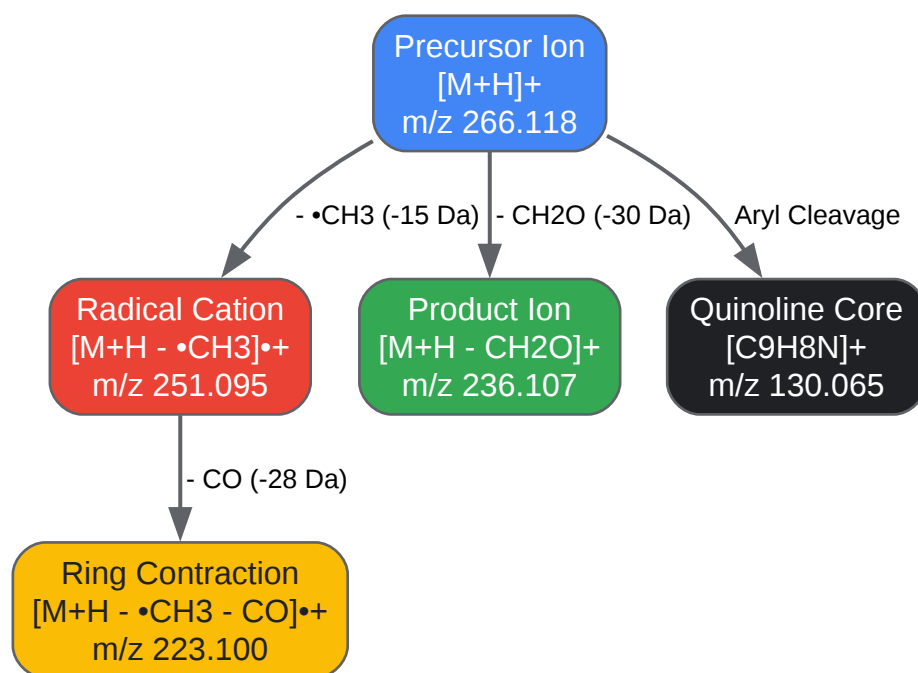 Precursor Ion
[M+H]+
m/z 266.118
- •CH3 (-15 Da)
- CH2O (-30 Da)
Aryl Cleavage
Radical Cation
[M+H - •CH3]•+
m/z 251.095
Product Ion
[M+H - CH2O]+
m/z 236.107
Quinoline Core
[C9H8N]+
m/z 130.065
- CO (-28 Da)
Ring Contraction
[M+H - •CH3 - CO]•+
m/z 223.100